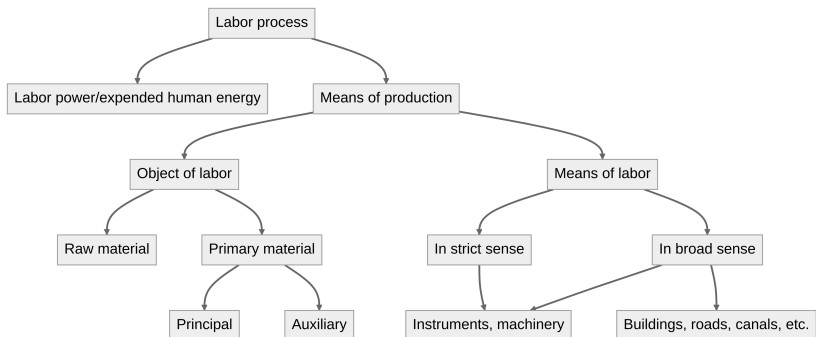 Labor process
Labor power/expended human energy
Means of production
Object of labor
Means of labor
Raw material
Primary material
In strict sense
In broad sense
Principal
Auxiliary
Instruments, machinery
Buildings, roads, canals, etc.